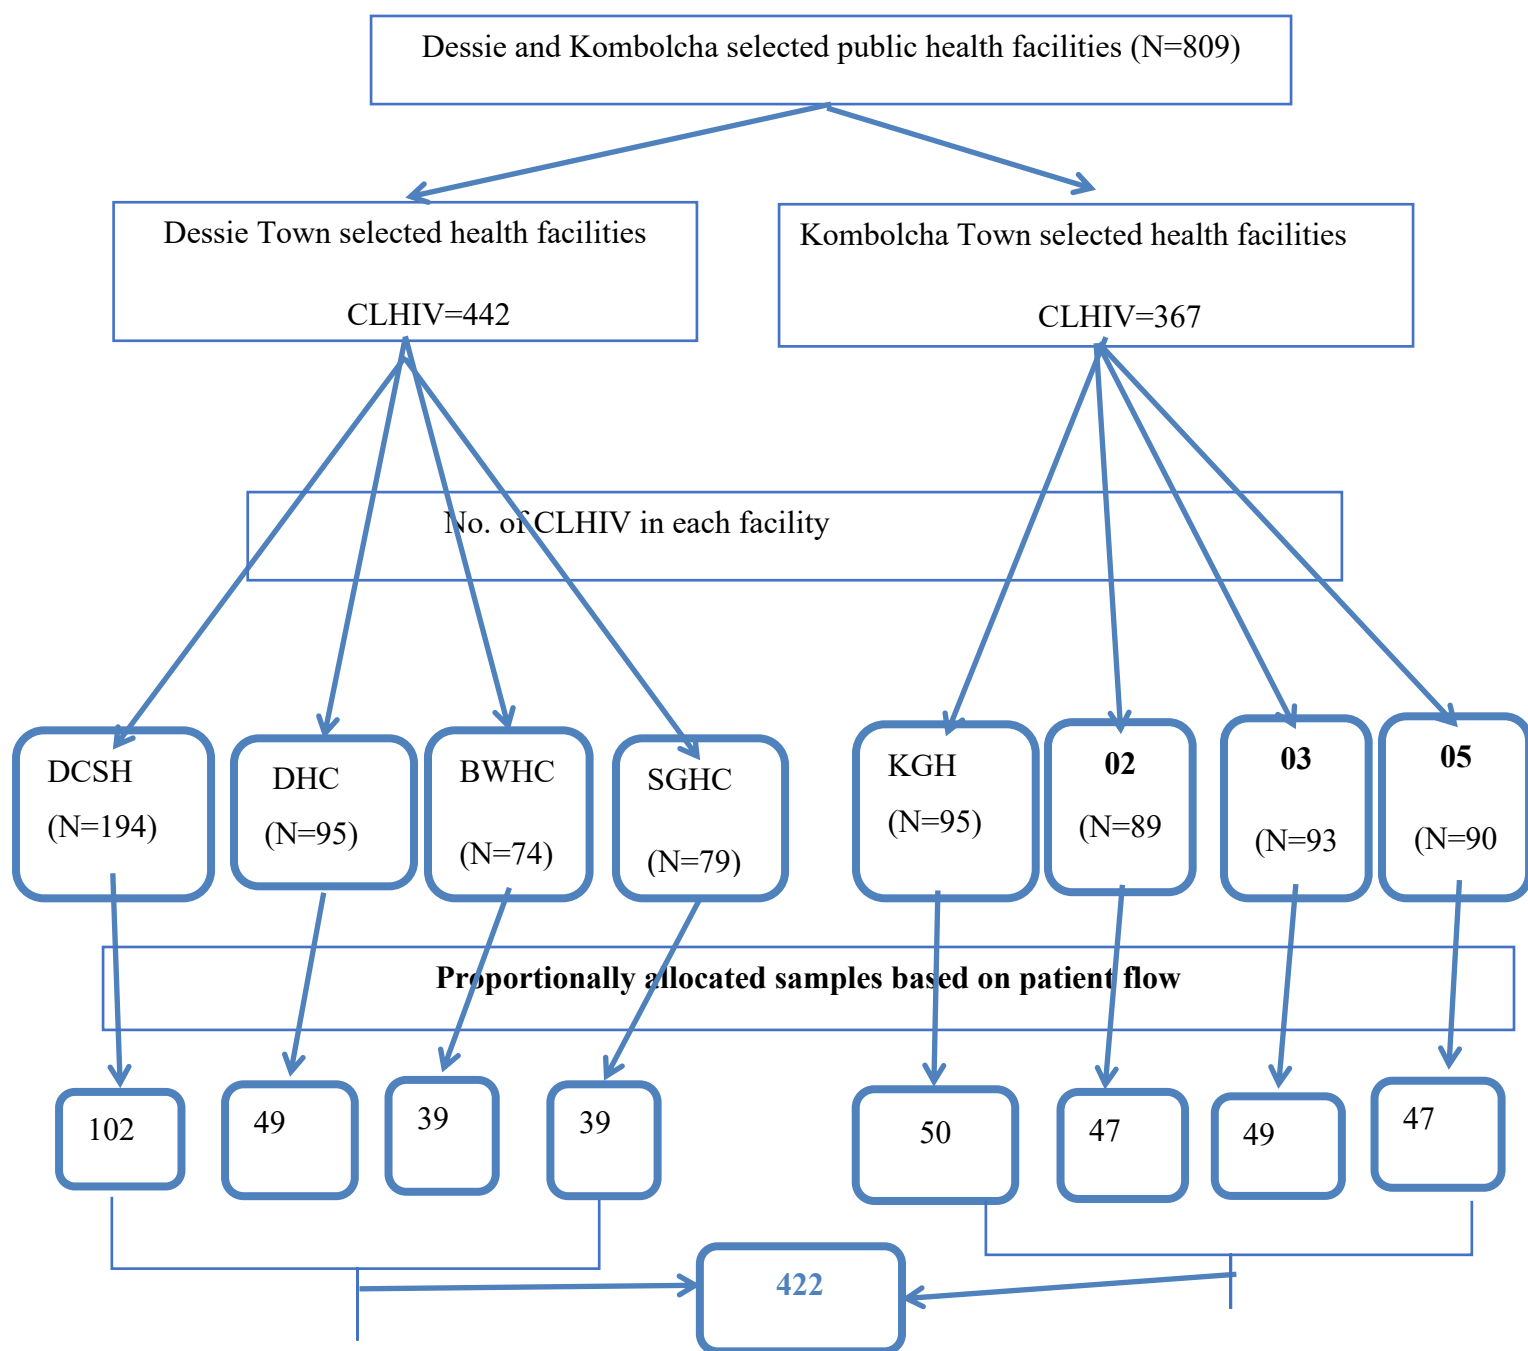 Dessie and Kombolcha selected public health facilities (N=809)
Dessie Town selected health facilities
CLHIV=442
Kombolcha Town selected health facilities
CLHIV=367
No. of CLHIV in each facility
DCSH
(N=194)
DHC
(N=95)
BWHC
(N=74)
SGHC
(N=79)
KGH
(N=95)
02
(N=89
03
(N=93
05
(N=90
Proportionally allocated samples based on patient flow
102
49
39
39
50
47
49
47
422